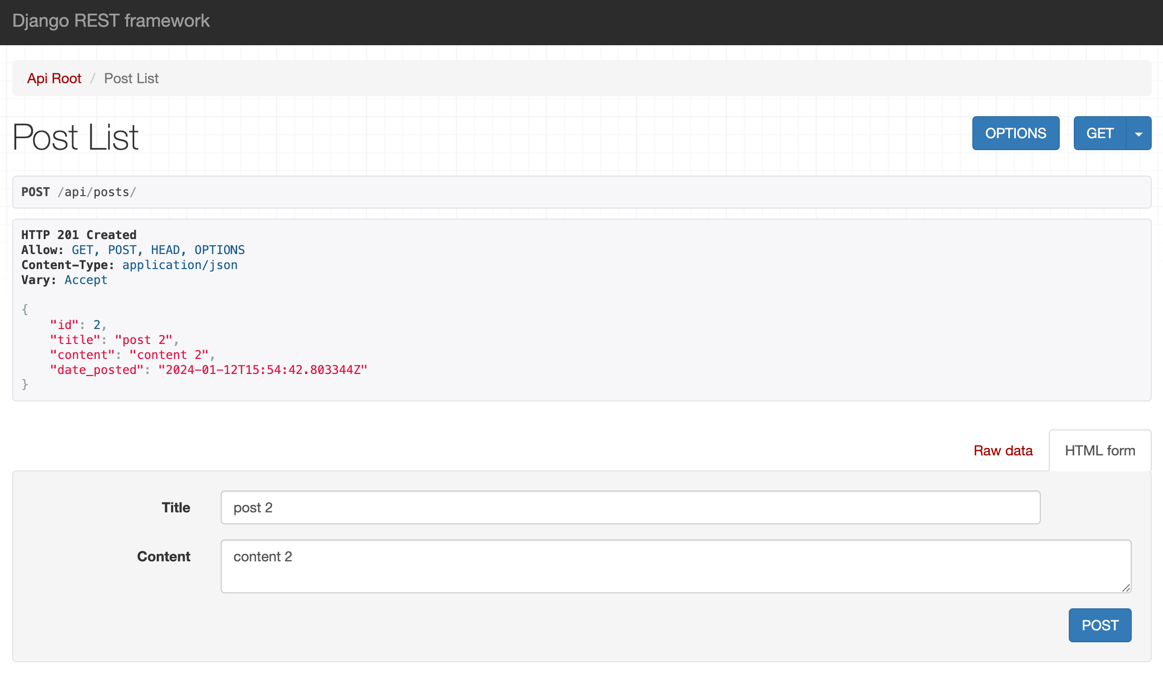 Django REST framework
Api Root / Post List
Post List
OPTIONS GET
POST /api/posts/
HTTP 201 Created
Allow: GET, POST, HEAD, OPTIONS
Content-Type: application/json
Vary: Accept
{
    "id": 2,
    "title": "post 2",
    "content": "content 2",
    "date_posted": "2024-01-12T15:54:42.803344Z"
}
Raw data HTML form
Title post 2
Content content 2
POST